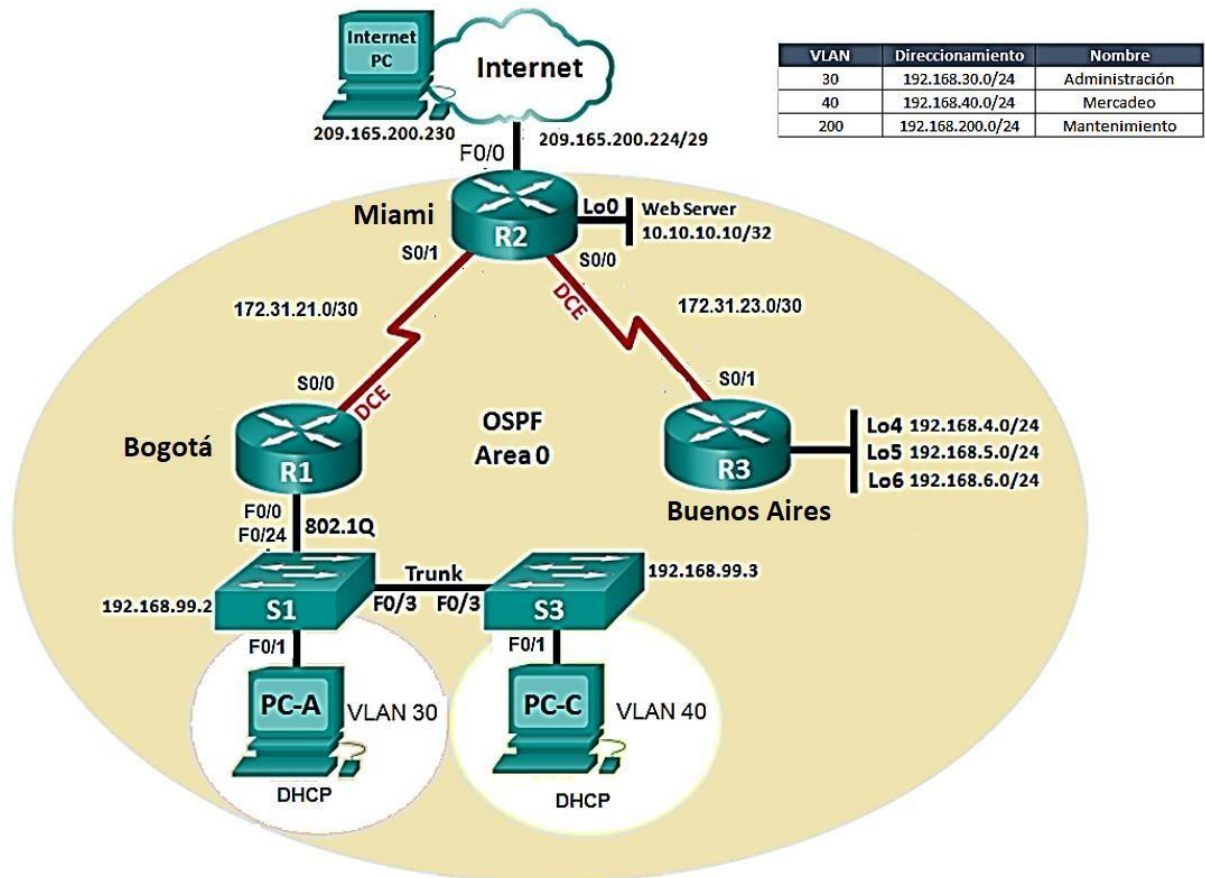 Internet
PC
Internet
209.165.200.230
209.165.200.224/29
F0/0
VLAN Direccionamiento Nombre
30 192.168.30.0/24 Administración
40 192.168.40.0/24 Mercadeo
200 192.168.200.0/24 Mantenimiento
Miami
R2
Lo0
Web Server
10.10.10.10/32
S0/1
S0/0
DCE
172.31.21.0/30
172.31.23.0/30
S0/0
DCE
S0/1
Bogotá
R1
OSPF
Area 0
R3
Buenos Aires
Lo4 192.168.4.0/24
Lo5 192.168.5.0/24
Lo6 192.168.6.0/24
F0/0
F0/24
802.1Q
192.168.99.2
S1
Trunk
F0/3 F0/3
S3
192.168.99.3
F0/1
F0/1
PC-A
VLAN 30
PC-C
VLAN 40
DHCP
DHCP